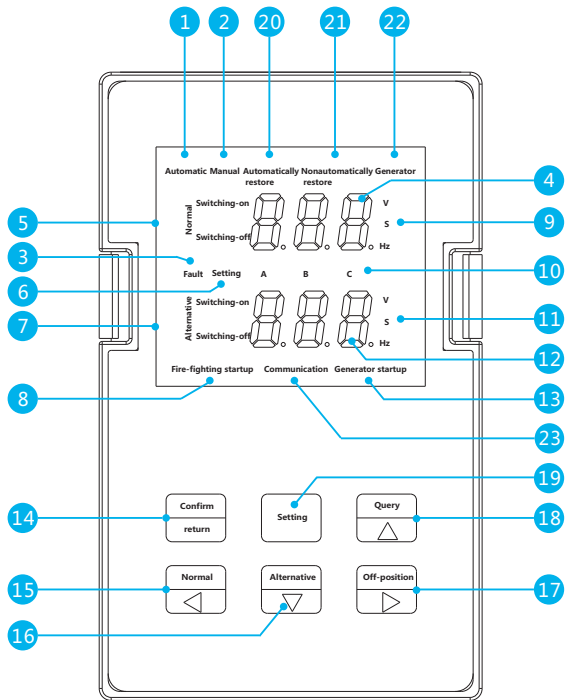 1 2 20 21 22
Automatic Manual Automatically Nonautomatically Generator
restore restore
4
Normal
Switching-on
V
5
S
9
Switching-off
Hz
3
Fault Setting A B C
10
6
Alternative
Switching-on
V
7
S
11
Switching-off
Hz
12
Fire-fighting startup Communication Generator startup
8
13
23
19
Confirm
return
Setting
Query
14
18
Normal
Alternative
Off-position
15
17
16